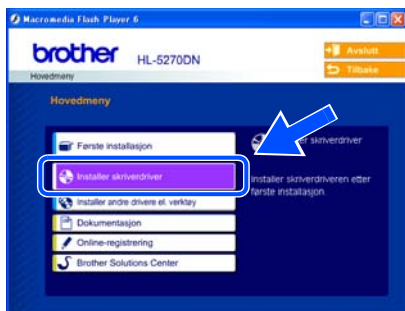 Macromedia Flash Player 6
brother
HL-5270DN
Avslutt
Tilbake
Hovedmeny
Hovedmeny
Første installasjon
Installer skriverdriver
Installer andre drivere el. verktøy
Dokumentasjon
Online-registrering
Brother Solutions Center
skriverdriver
Installer skriverdriveren etter
første installasjon.